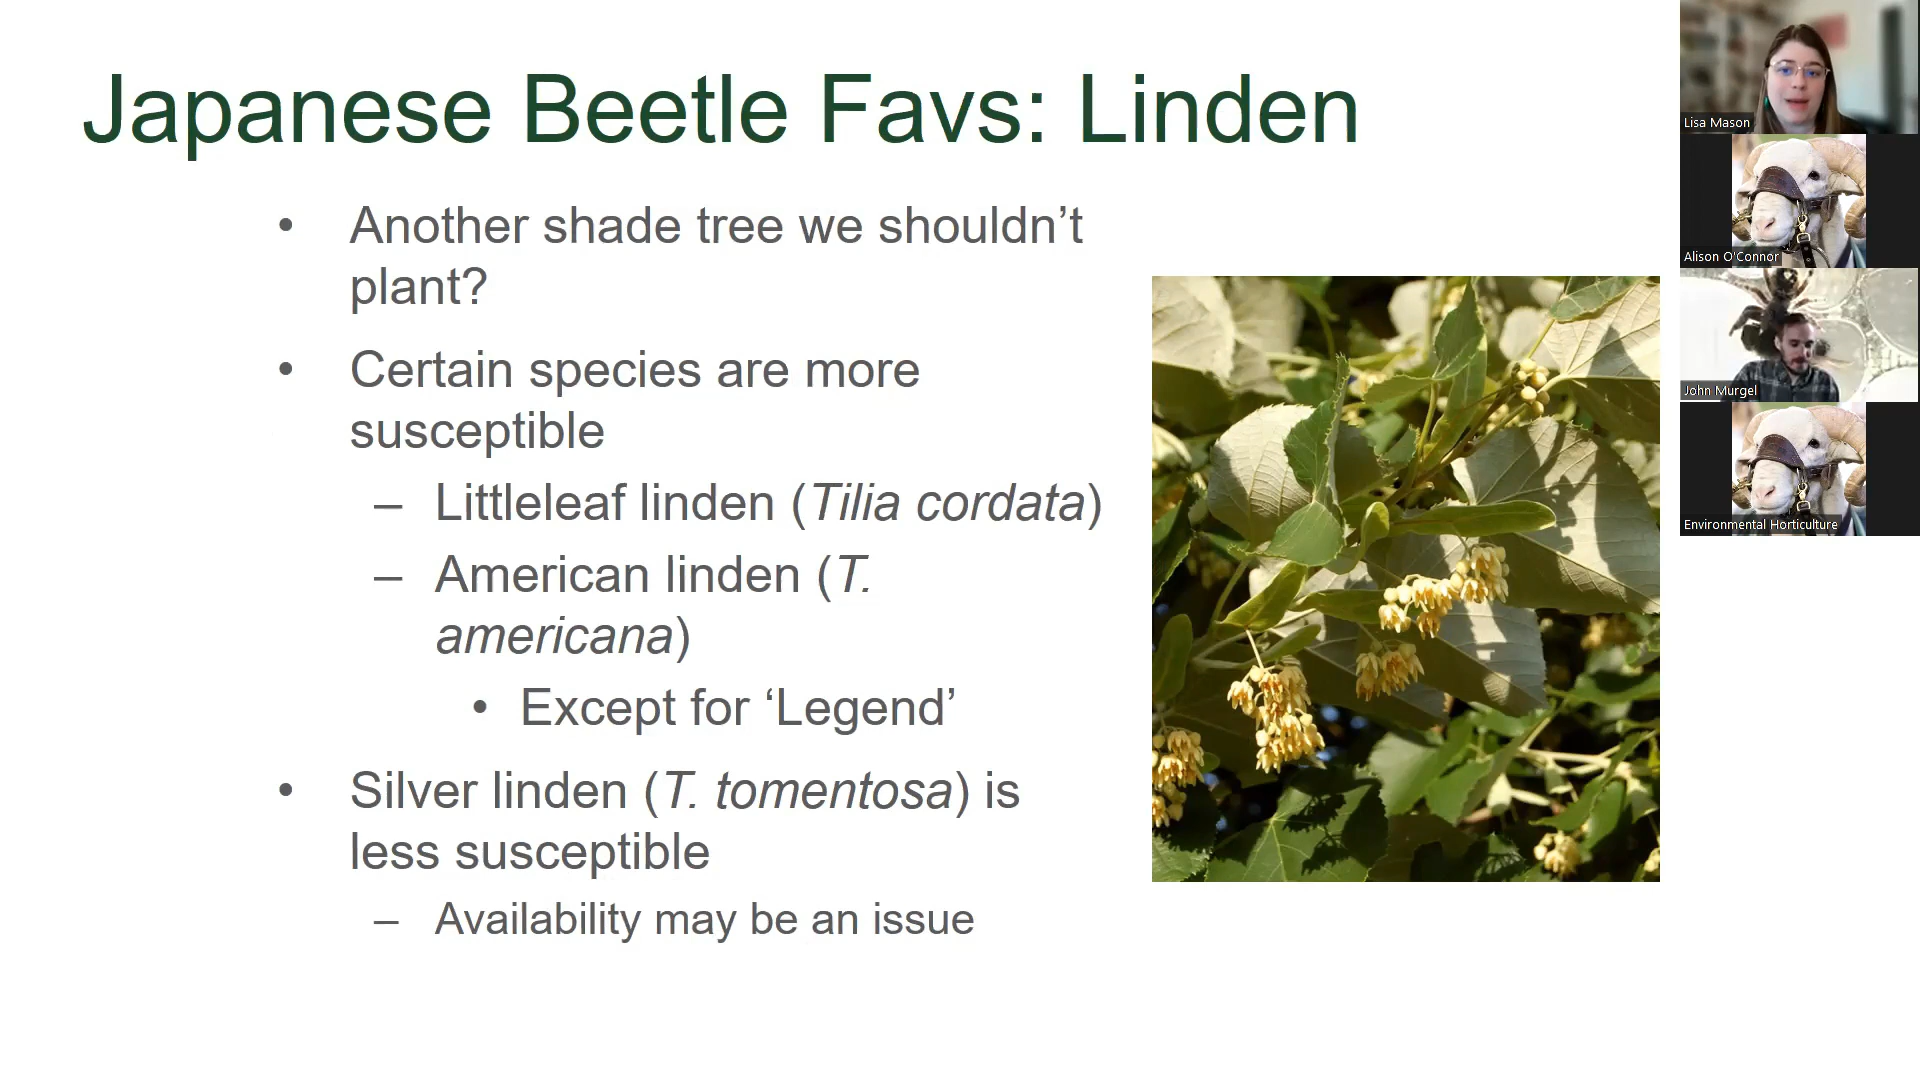 Japanese Beetle Favs: Linden
• Another shade tree we shouldn’t
plant?
• Certain species are more
susceptible
– Littleleaf linden (Tilia cordata)
– American linden (T.
americana)
• Except for ‘Legend’
• Silver linden (T. tomentosa) is
less susceptible
– Availability may be an issue
Lisa Mason
Alison O'Connor
John Murgel
Environmental Horticulture